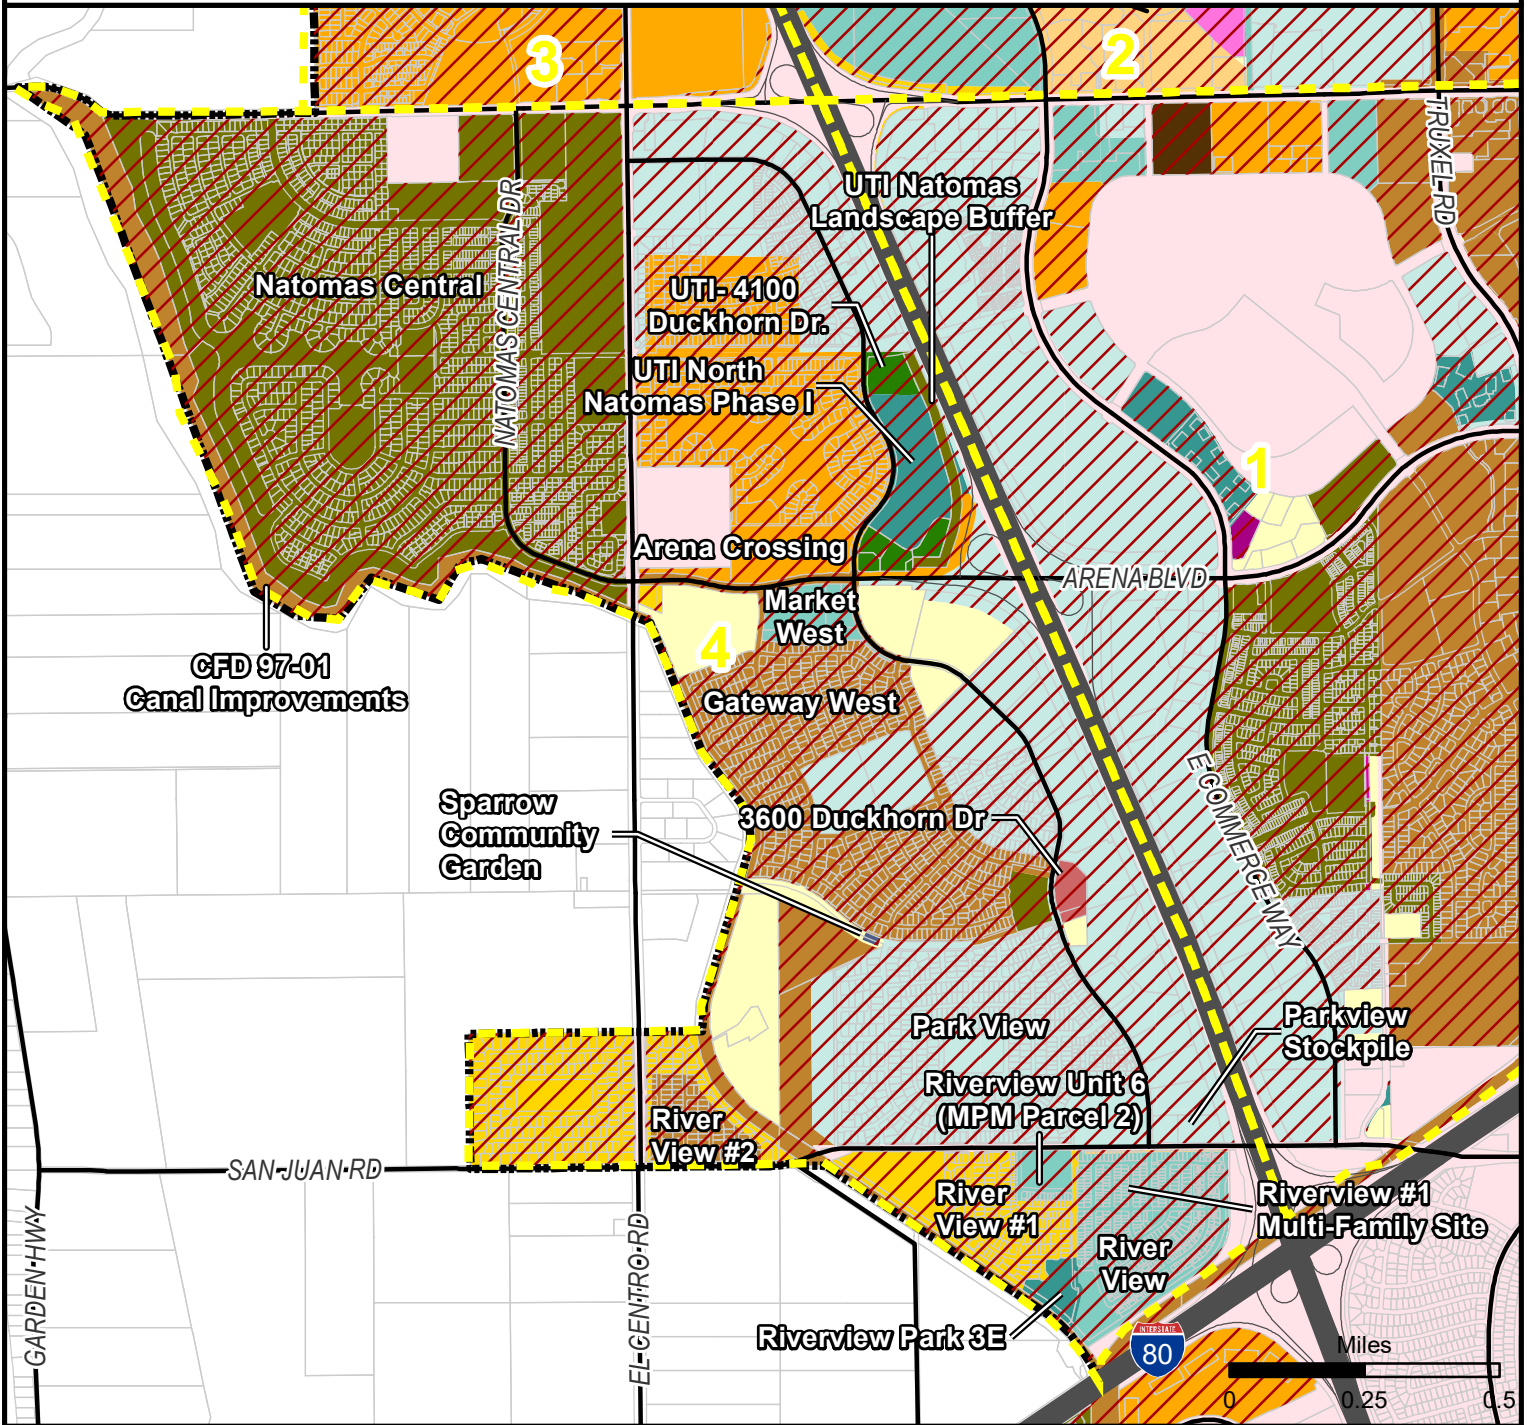 3
2
TRUXEL RD
UTI Natomas
Landscape Buffer
NATOMAS CENTRAL DR
Natomas Central
UTI- 4100
Duckhorn Dr.
UTI North
Natomas Phase I
1
Arena Crossing
ARENA BLVD
Market
West
4
CFD 97-01
Canal Improvements
Gateway West
E COMMERCE WAY
Sparrow
Community
Garden
3600 Duckhorn Dr
Park View
Parkview
Stockpile
Riverview Unit 6
(MPM Parcel 2)
River
View #2
SAN JUAN RD
River
View #1
Riverview #1
Multi-Family Site
River
View
GARDEN HWY
EL CENTRO RD
Riverview Park 3E
INTERSTATE
80
Miles
0
0.25
0.5